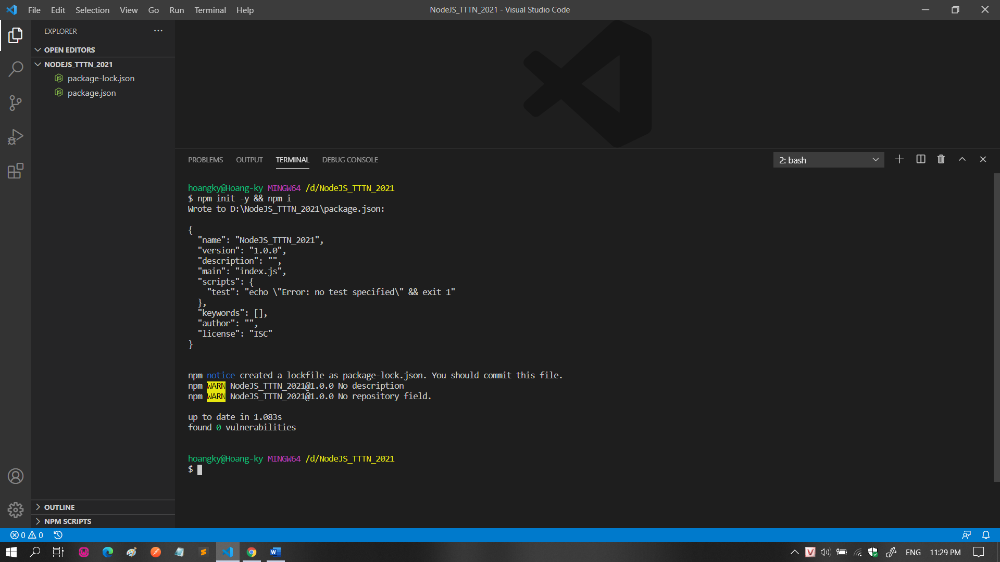 File Edit Selection View Go Run Terminal Help
NodeJS_TTTN_2021 - Visual Studio Code
EXPLORER
OPEN EDITORS
NODEJS_TTTN_2021
package-lock.json
package.json
OUTLINE
NPM SCRIPTS
PROBLEMS OUTPUT TERMINAL DEBUG CONSOLE
2: bash
hoangky@Hoang-ky MINGW64 /d/NodeJS_TTTN_2021
$ npm init -y && npm i
Wrote to D:\NodeJS_TTTN_2021\package.json:
{
"name": "NodeJS_TTTN_2021",
"version": "1.0.0",
"description": "",
"main": "index.js",
"scripts": {
"test": "echo \"Error: no test specified\" && exit 1"
},
"keywords": [],
"author": "",
"license": "ISC"
}
npm notice created a lockfile as package-lock.json. You should commit this file.
npm WARN NodeJS_TTTN_2021@1.0.0 No description
npm WARN NodeJS_TTTN_2021@1.0.0 No repository field.
up to date in 1.083s
found 0 vulnerabilities
hoangky@Hoang-ky MINGW64 /d/NodeJS_TTTN_2021
$
0 0
ENG 11:29 PM